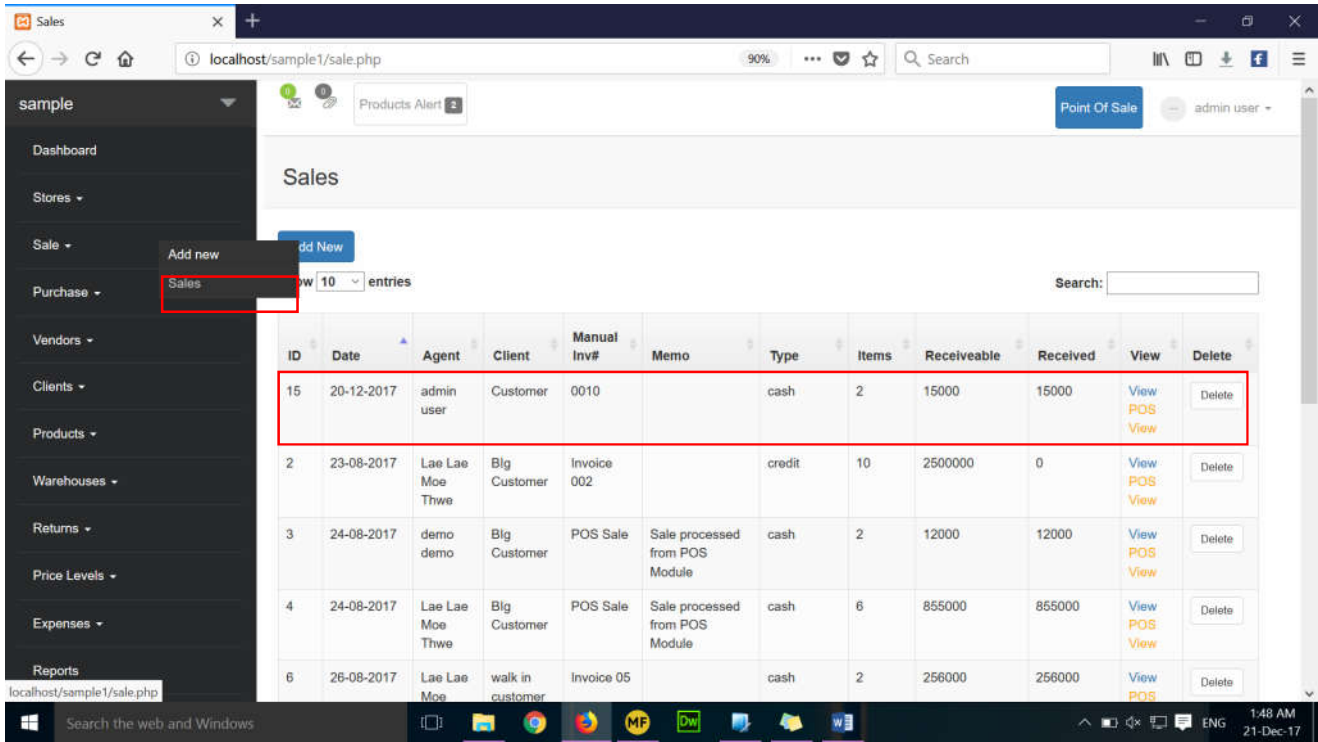 Sales
localhost/sample1/sale.php
90%
Search
sample
0
0
Products Alert 2
Point Of Sale
admin user
Dashboard
Stores
Sale
Purchase
Vendors
Clients
Products
Warehouses
Returns
Price Levels
Expenses
Reports
Add new
Sales
Sales
dd New
ow 10 entries
Search:
ID Date Agent Client Manual Inv# Memo Type Items Receiveable Received View Delete
15 20-12-2017 admin user Customer 0010 cash 2 15000 15000 View POS View Delete
2 23-08-2017 Lae Lae Moe Thwe BIg Customer Invoice 002 credit 10 2500000 0 View POS View Delete
3 24-08-2017 demo demo BIg Customer POS Sale Sale processed from POS Module cash 2 12000 12000 View POS View Delete
4 24-08-2017 Lae Lae Moe Thwe BIg Customer POS Sale Sale processed from POS Module cash 6 855000 855000 View POS View Delete
6 26-08-2017 Lae Lae Moe walk in customer Invoice 05 cash 2 256000 256000 View POS Delete
localhost/sample1/sale.php
Search the web and Windows
MF
Dw
ENG
1:48 AM
21-Dec-17